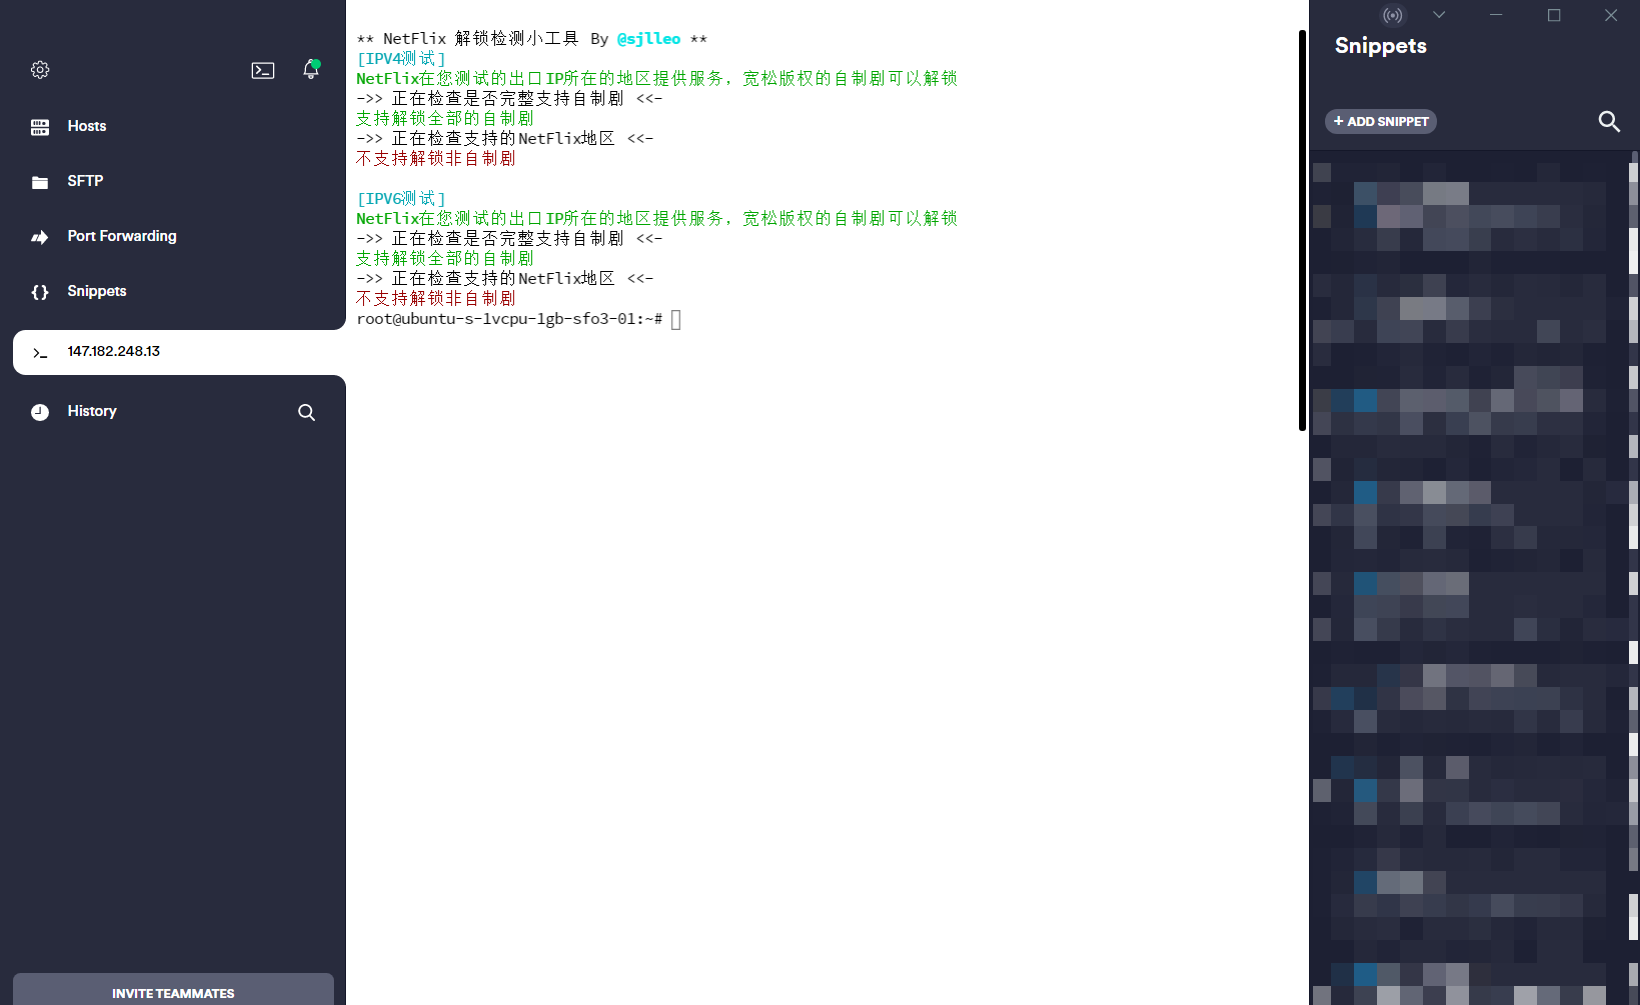 Hosts
SFTP
Port Forwarding
Snippets
147.182.248.13
History
INVITE TEAMMATES
** NetFlix 解锁检测小工具 By @sjlleo **
[IPV4测试]
NetFlix在您测试的出口IP所在的地区提供服务，宽松版权的自制剧可以解锁
->> 正在检查是否完整支持自制剧 <<-
支持解锁全部的自制剧
->> 正在检查支持的NetFlix地区 <<-
不支持解锁非自制剧
[IPV6测试]
NetFlix在您测试的出口IP所在的地区提供服务，宽松版权的自制剧可以解锁
->> 正在检查是否完整支持自制剧 <<-
支持解锁全部的自制剧
->> 正在检查支持的NetFlix地区 <<-
不支持解锁非自制剧
root@ubuntu-s-1vcpu-1gb-sfo3-01:~#
Snippets
+ ADD SNIPPET